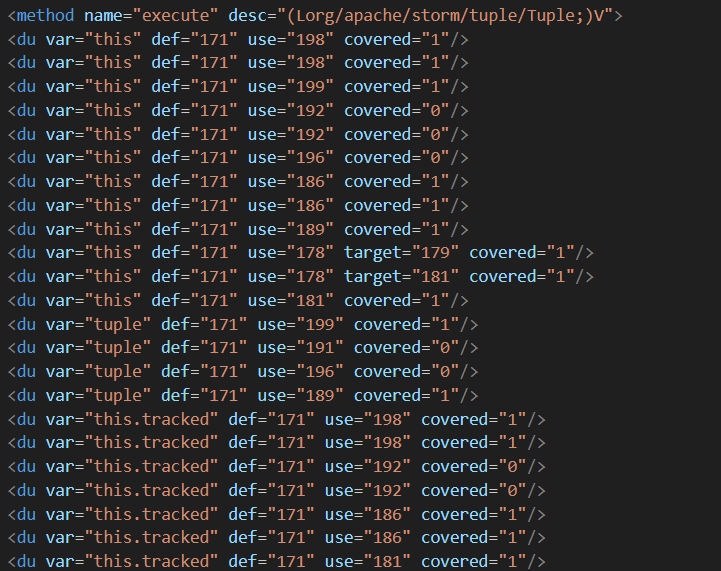 <method name="execute" desc="(Lorg/apache/storm/tuple/Tuple;)V">
<du var="this" def="171" use="198" covered="1"/>
<du var="this" def="171" use="198" covered="1"/>
<du var="this" def="171" use="199" covered="1"/>
<du var="this" def="171" use="192" covered="0"/>
<du var="this" def="171" use="192" covered="0"/>
<du var="this" def="171" use="196" covered="0"/>
<du var="this" def="171" use="186" covered="1"/>
<du var="this" def="171" use="186" covered="1"/>
<du var="this" def="171" use="189" covered="1"/>
<du var="this" def="171" use="178" target="179" covered="1"/>
<du var="this" def="171" use="178" target="181" covered="1"/>
<du var="this" def="171" use="181" covered="1"/>
<du var="tuple" def="171" use="199" covered="1"/>
<du var="tuple" def="171" use="191" covered="0"/>
<du var="tuple" def="171" use="196" covered="0"/>
<du var="tuple" def="171" use="189" covered="1"/>
<du var="this.tracked" def="171" use="198" covered="1"/>
<du var="this.tracked" def="171" use="198" covered="1"/>
<du var="this.tracked" def="171" use="192" covered="0"/>
<du var="this.tracked" def="171" use="192" covered="0"/>
<du var="this.tracked" def="171" use="186" covered="1"/>
<du var="this.tracked" def="171" use="186" covered="1"/>
<du var="this.tracked" def="171" use="181" covered="1"/>